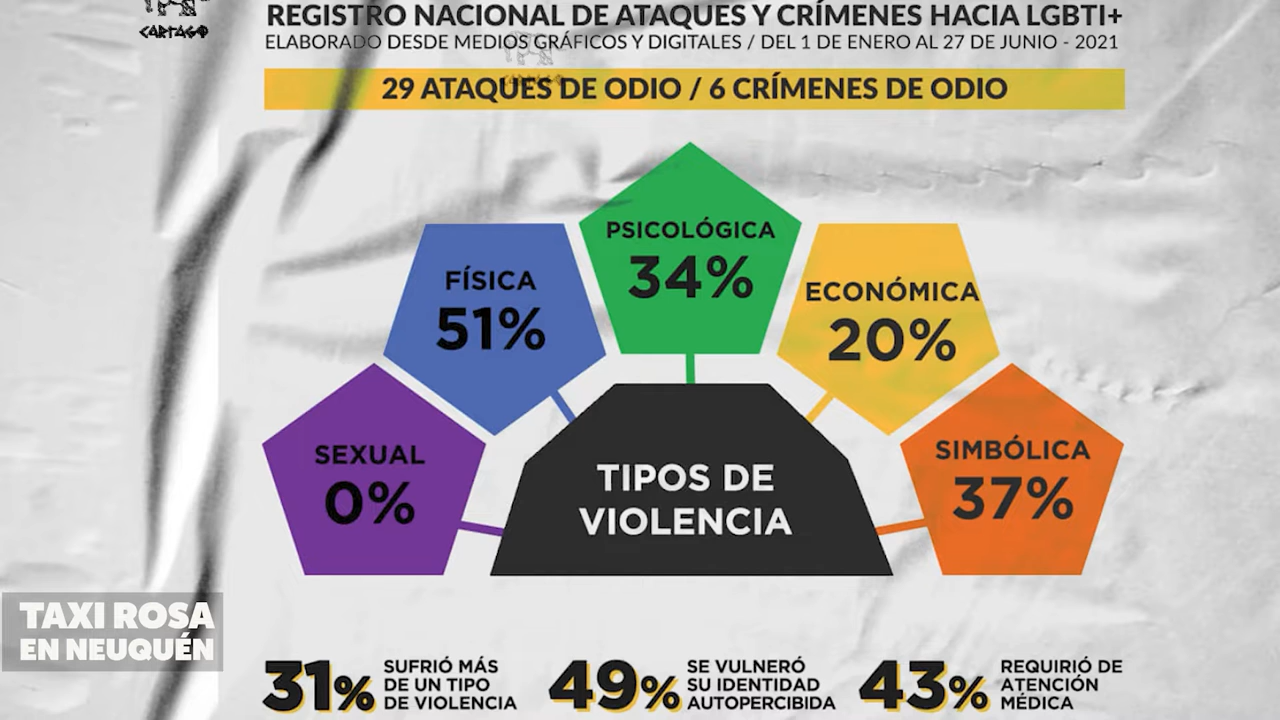 CARTAGO
REGISTRO NACIONAL DE ATAQUES Y CRÍMENES HACIA LGBTI+
ELABORADO DESDE MEDIOS GRÁFICOS Y DIGITALES / DEL 1 DE ENERO AL 27 DE JUNIO - 2021
29 ATAQUES DE ODIO / 6 CRÍMENES DE ODIO
PSICOLÓGICA
34%
FÍSICA
51%
ECONÓMICA
20%
SEXUAL
0%
SIMBÓLICA
37%
TIPOS DE
VIOLENCIA
TAXI ROSA
EN NEUQUÉN
31% SUFRIÓ MÁS
DE UN TIPO
DE VIOLENCIA
49% SE VULNERÓ
SU IDENTIDAD
AUTOPERCIBIDA
43% REQUIRIÓ DE
ATENCIÓN
MÉDICA